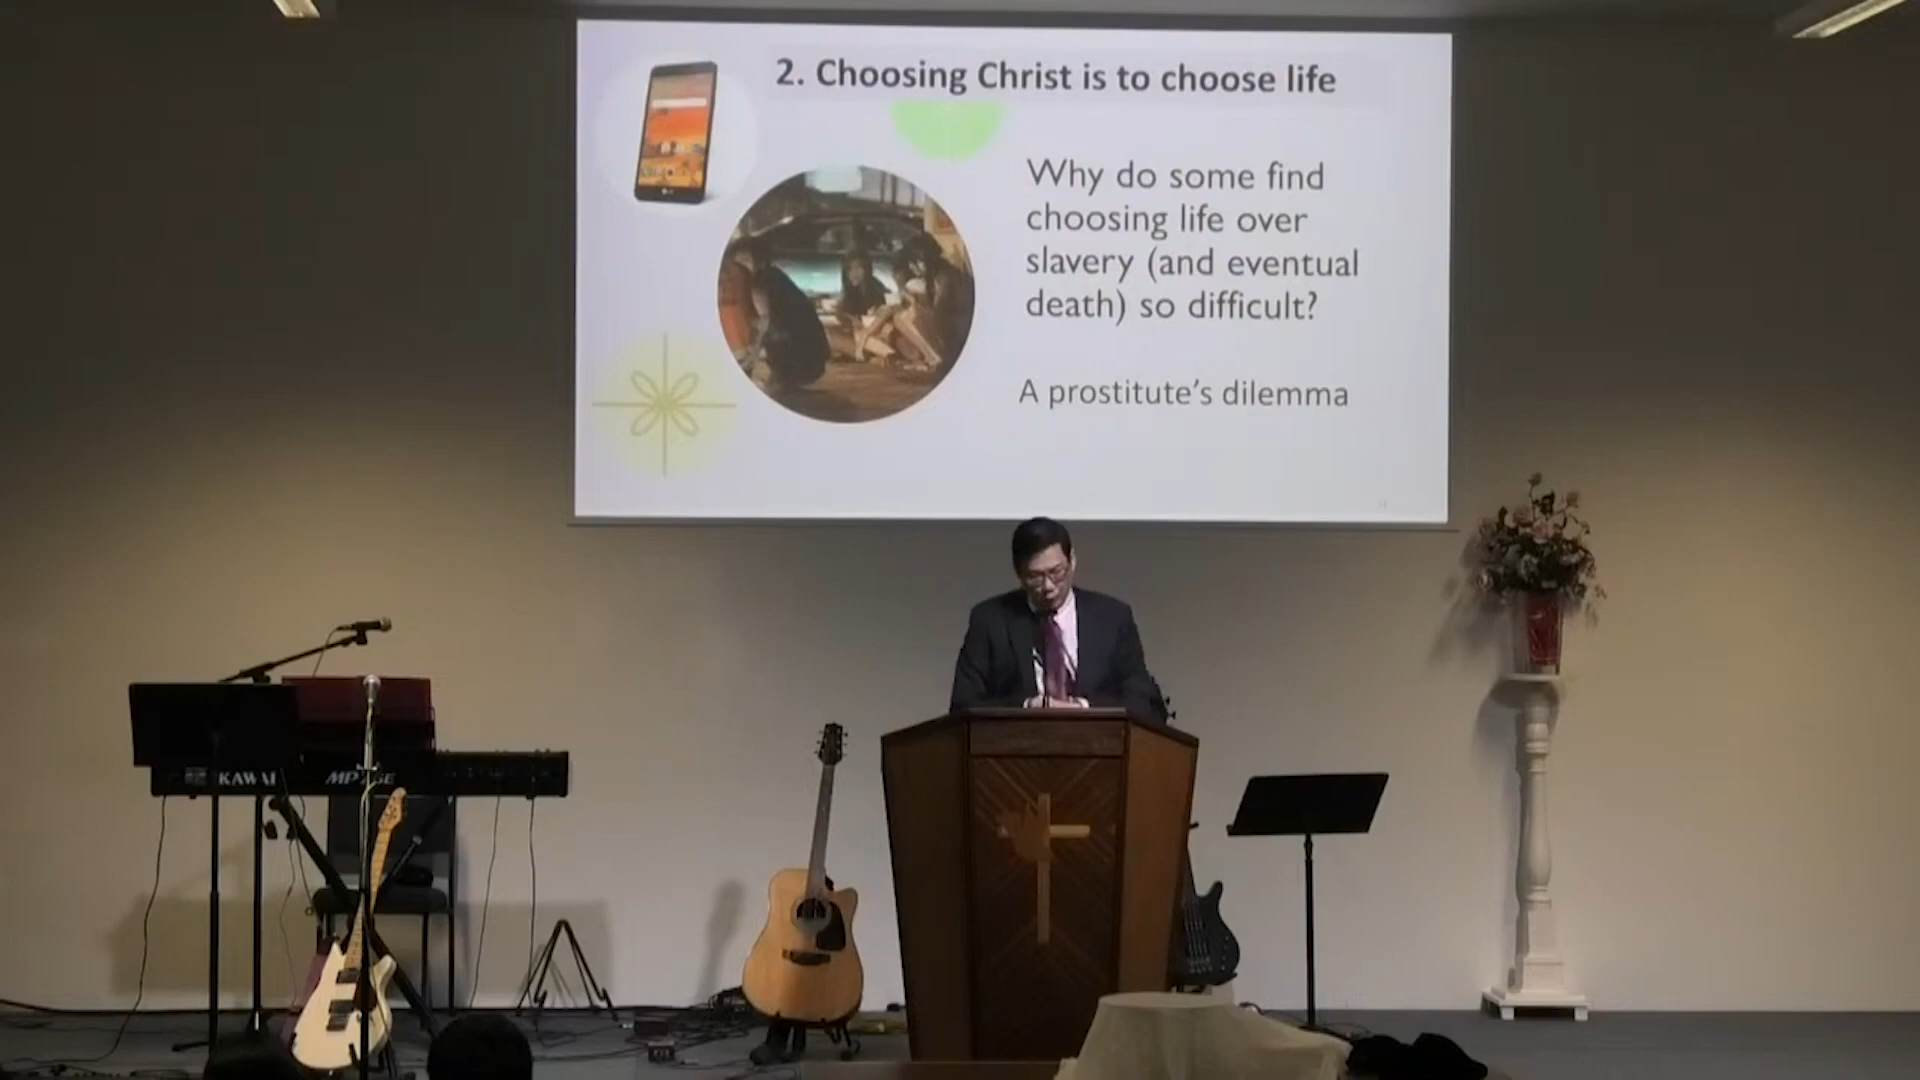 2. Choosing Christ is to choose life
Why do some find
choosing life over
slavery (and eventual
death) so difficult?
A prostitute's dilemma
KAWAI